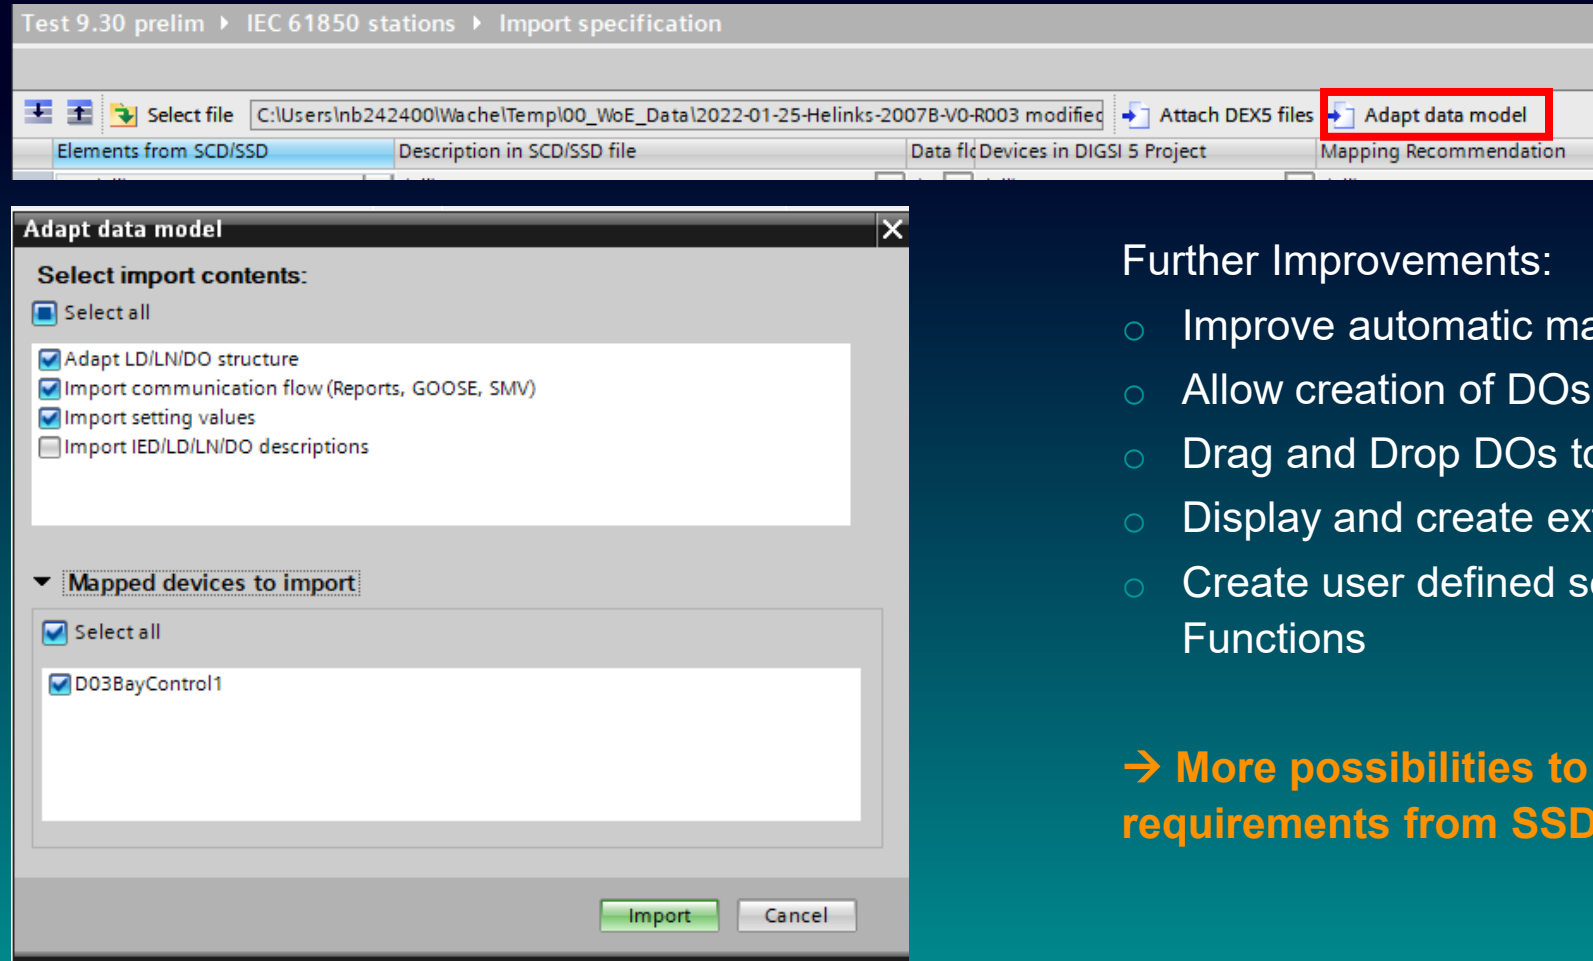 Test 9.30 prelim ▸ IEC 61850 stations ▸ Import specification
Select file C:\Users\nb242400\Wache\Temp\00_WoE_Data\2022-01-25-Helinks-2007B-V0-R003 modified Attach DEX5 files Adapt data model
Elements from SCD/SSD Description in SCD/SSD file Data flo Devices in DIGSI 5 Project Mapping Recommendation
Adapt data model
Select import contents:
Select all
Adapt LD/LN/DO structure
Import communication flow (Reports, GOOSE, SMV)
Import setting values
Import IED/LD/LN/DO descriptions
Mapped devices to import
Select all
D03BayControl1
Import Cancel
Further Improvements:
o Improve automatic ma
o Allow creation of DOs
o Drag and Drop DOs to
o Display and create ex
o Create user defined s
Functions
→ More possibilities to
requirements from SSD